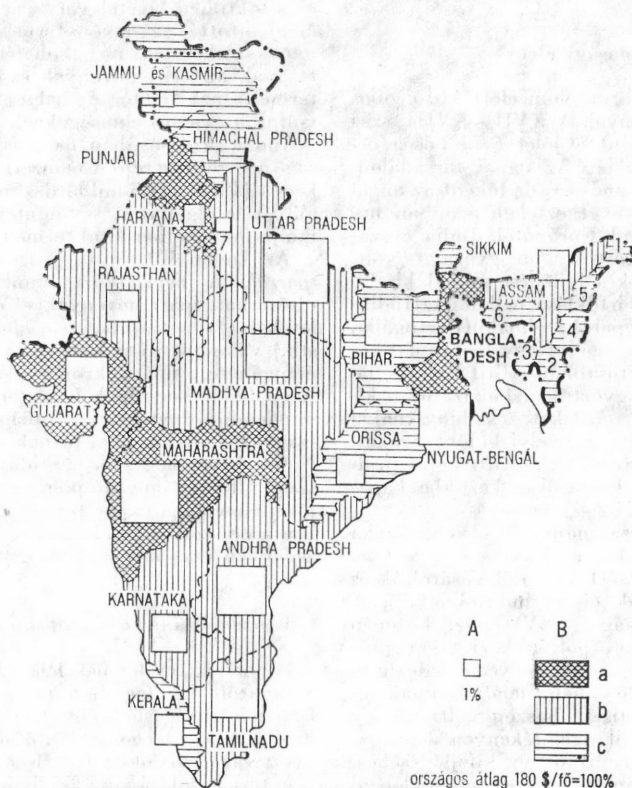 JAMMU és KASMÍR
HIMACHAL PRADESH
PUNJAB
HARYANA
7
UTTAR PRADESH
SIKKIM
1
RAJASTHAN
ASSAM
5
6
4
BANGLA-
DESH
3
2
BIHAR
MADHYA PRADESH
GUJARAT
ORISSA
MAHARASHTRA
NYUGAT-BENGÁL
ANDHRA PRADESH
KARNATAKA
A
B
a
1%
b
KERALA
c
TAMILNADU
országos átlag 180 $/fő=100%